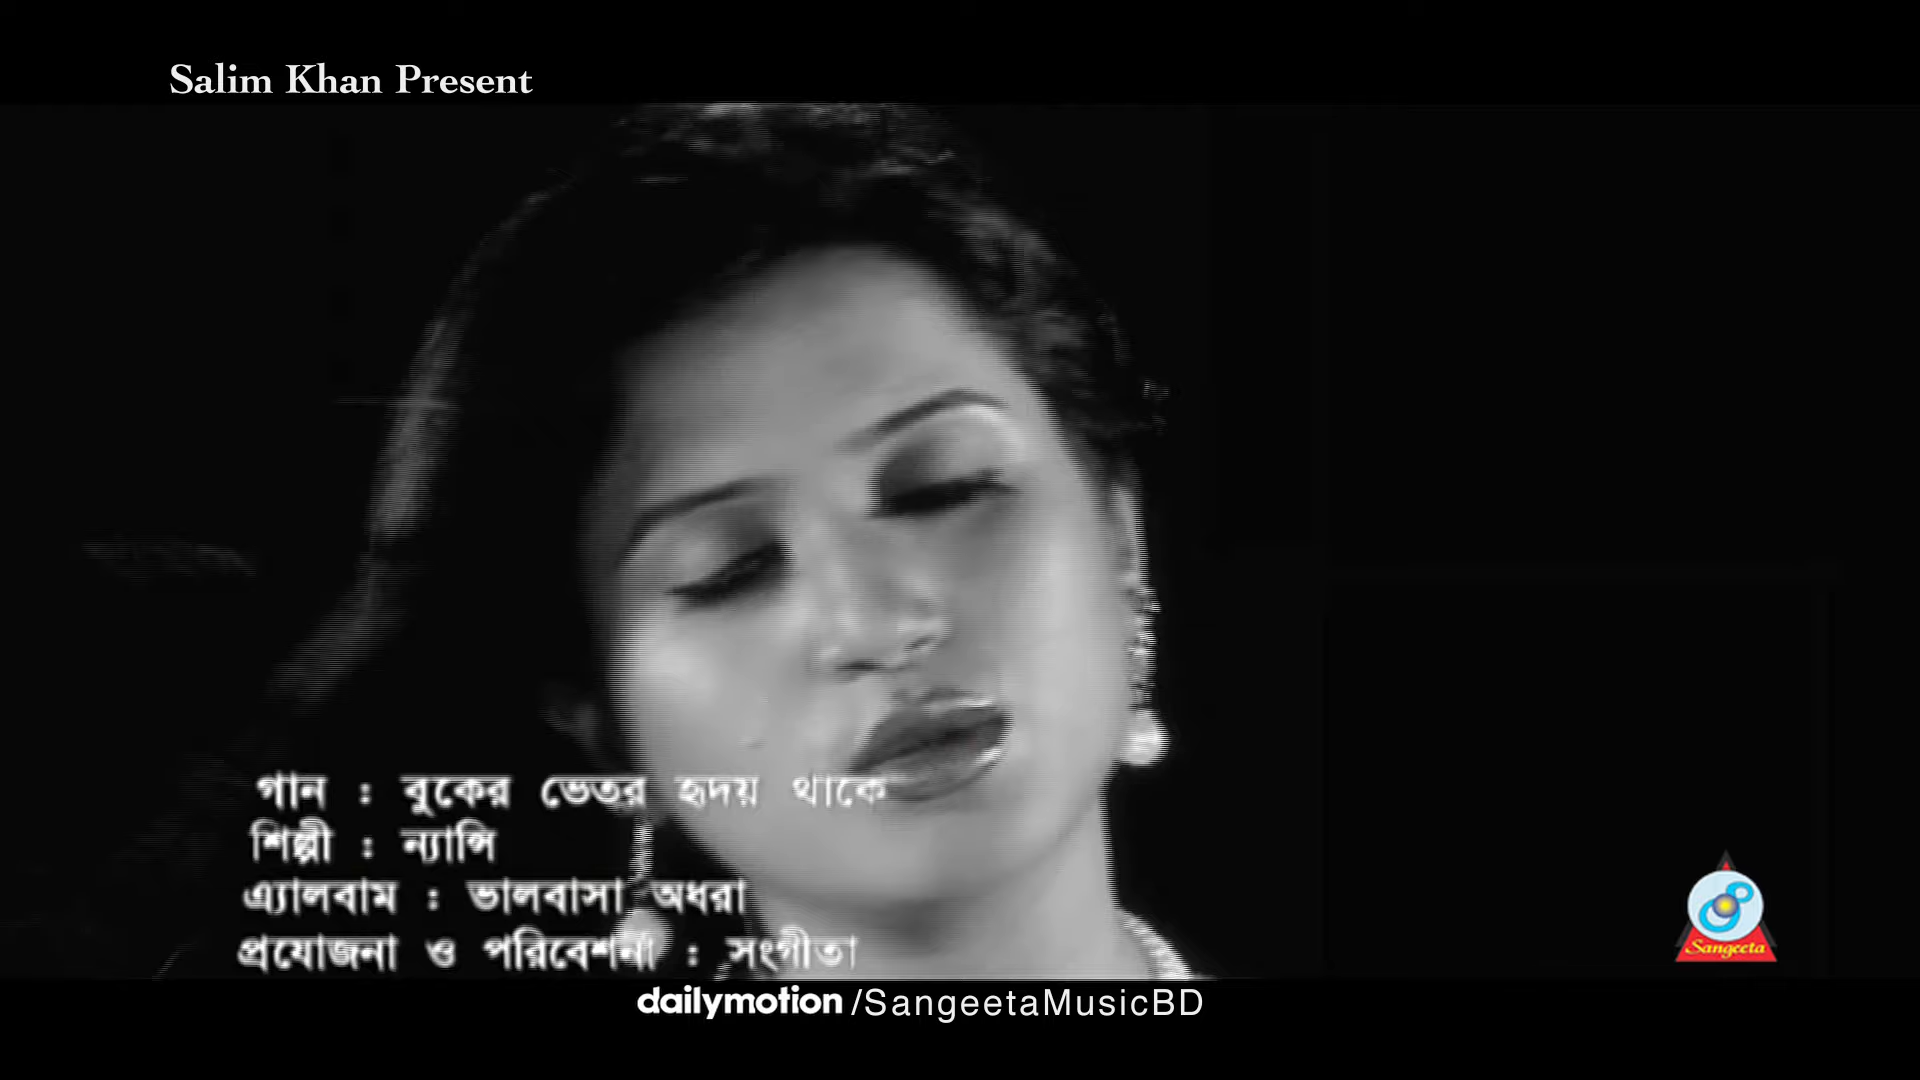 Salim Khan Present
গান : বুকের ভেতর হৃদয় থাকে
শিল্পী : ন্যান্সি
এ্যালবাম : ভালবাসা অধরা
প্রযোজনা ও পরিবেশনা : সংগীতা
Sangeeta
dailymotion /SangeetaMusicBD